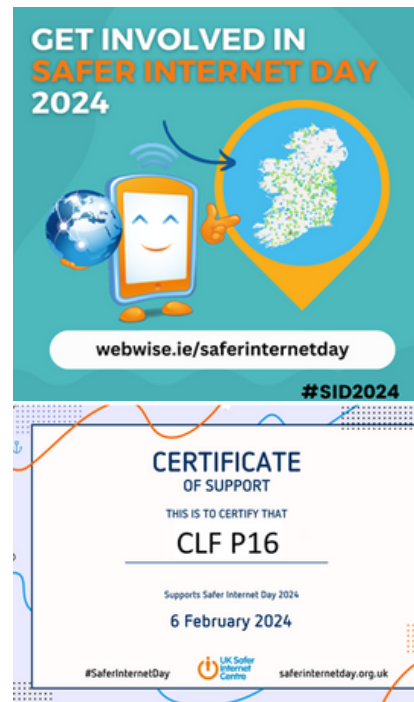 GET INVOLVED IN
SAFER INTERNET DAY
2024
webwise.ie/saferinternetday
#SID2024
CERTIFICATE
OF SUPPORT
THIS IS TO CERTIFY THAT
CLF P16
Supports Safer Internet Day 2024
6 February 2024
#SaferInternetDay
UK Safer
Internet
Centre
saferinternetday.org.uk